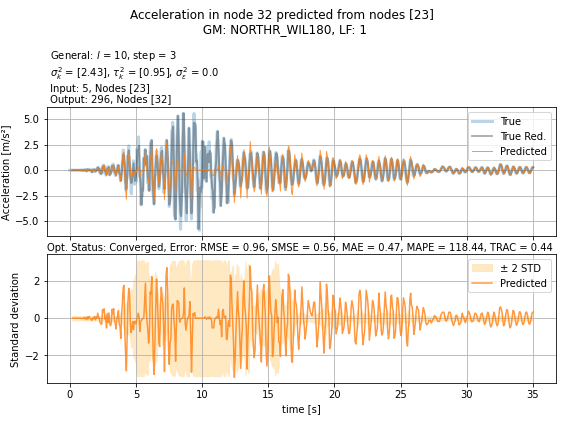 Acceleration in node 32 predicted from nodes [23]
GM: NORTHR_WIL180, LF: 1
General: l = 10, step = 3
σ²ₖ = [2.43], τ²ₖ = [0.95], σ²ε = 0.0
Input: 5, Nodes [23]
Output: 296, Nodes [32]
Acceleration [m/s²]
5.0
2.5
0.0
−2.5
−5.0
True
True Red.
Predicted
Opt. Status: Converged, Error: RMSE = 0.96, SMSE = 0.56, MAE = 0.47, MAPE = 118.44, TRAC = 0.44
Standard deviation
2
0
−2
± 2 STD
Predicted
0 5 10 15 20 25 30 35
time [s]